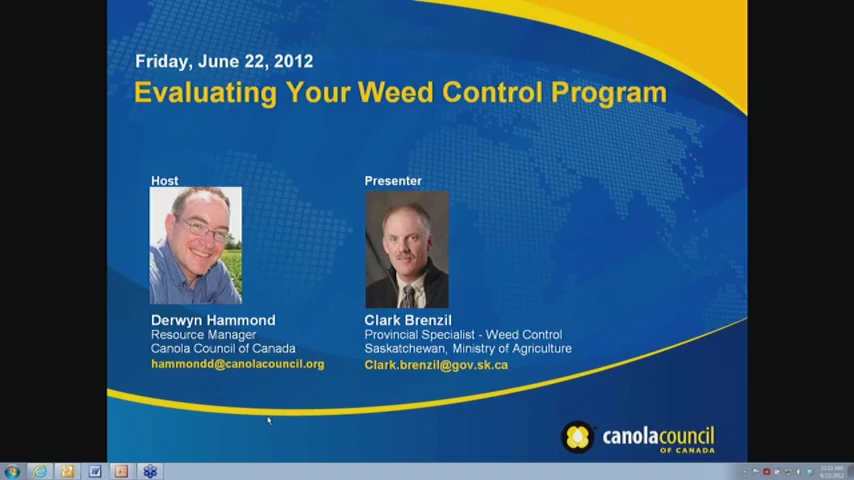 Friday, June 22, 2012
Evaluating Your Weed Control Program
Host
Presenter
Derwyn Hammond
Resource Manager
Canola Council of Canada
hammondd@canolacouncil.org
Clark Brenzil
Provincial Specialist - Weed Control
Saskatchewan, Ministry of Agriculture
Clark.brenzil@gov.sk.ca
canolacouncil
OF CANADA